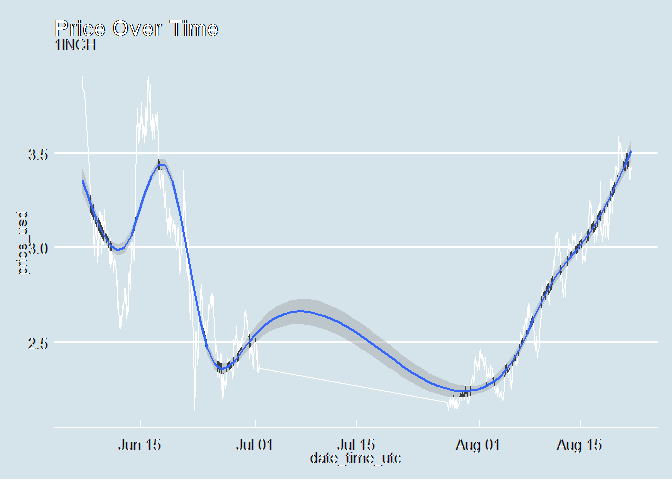 Price Over Time
1INCH
3.5
3.0
2.5
price_usd
Jun 15
Jul 01
Jul 15
Aug 01
Aug 15
date_time_utc